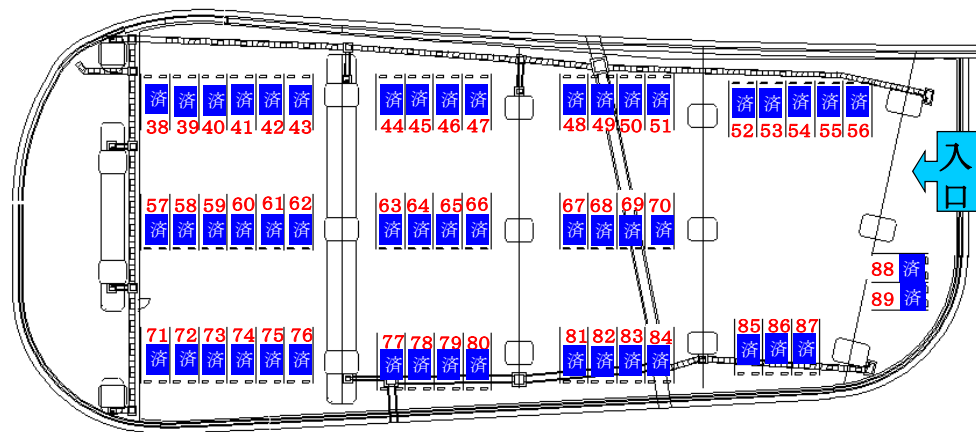 済 済 済 済 済 済 済 済 済 済 済 済 済 済 済 済 済 済 済
38 39 40 41 42 43 44 45 46 47 48 49 50 51 52 53 54 55 56
入口
57 58 59 60 61 62 63 64 65 66 67 68 69 70
済 済 済 済 済 済 済 済 済 済 済 済 済 済
88 済
89 済
71 72 73 74 75 76 77 78 79 80 81 82 83 84 85 86 87
済 済 済 済 済 済 済 済 済 済 済 済 済 済 済 済 済